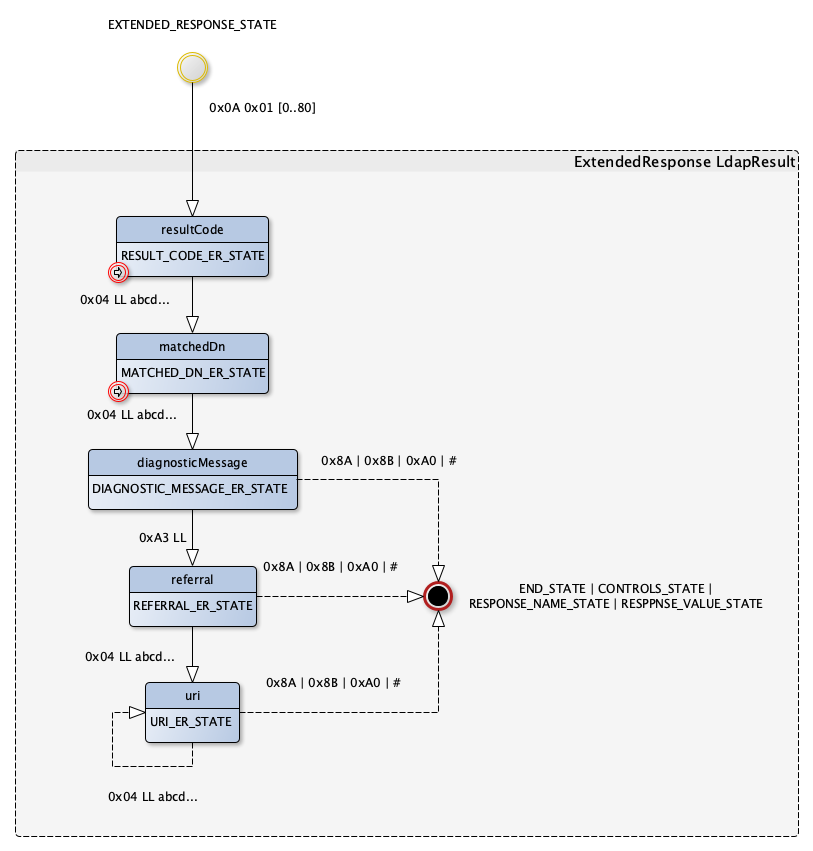 EXTENDED_RESPONSE_STATE
0x0A 0x01 [0..80]
ExtendedResponse LdapResult
resultCode
RESULT_CODE_ER_STATE
0x04 LL abcd...
matchedDn
MATCHED_DN_ER_STATE
0x04 LL abcd...
diagnosticMessage
DIAGNOSTIC_MESSAGE_ER_STATE
0x8A | 0x8B | 0xA0 | #
0xA3 LL
referral
REFERRAL_ER_STATE
0x8A | 0x8B | 0xA0 | #
END_STATE | CONTROLS_STATE |
RESPONSE_NAME_STATE | RESPPNSE_VALUE_STATE
0x04 LL abcd...
uri
URI_ER_STATE
0x8A | 0x8B | 0xA0 | #
0x04 LL abcd...